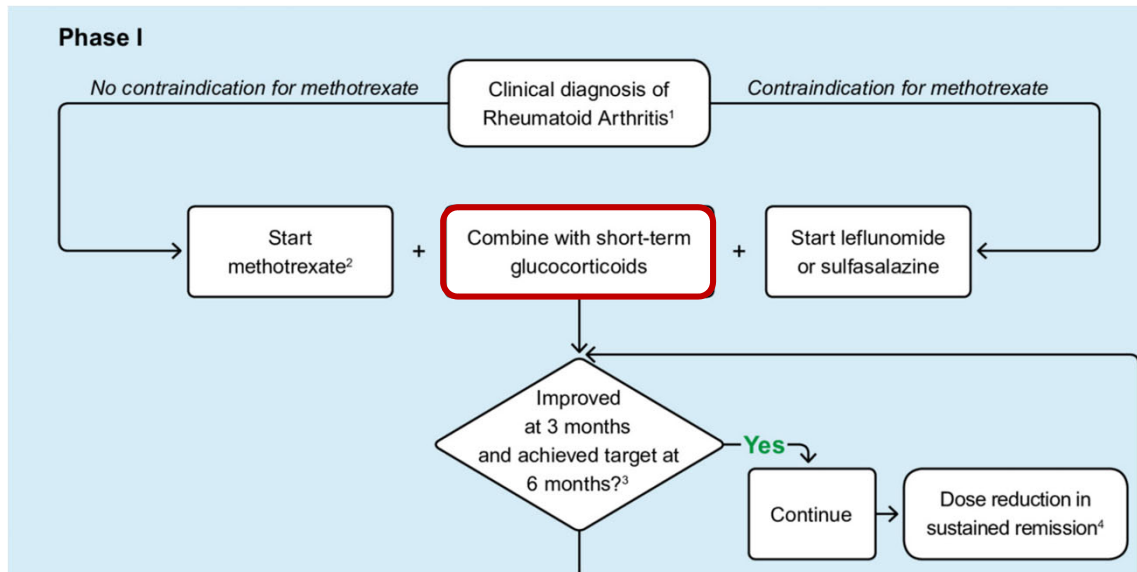 Phase I
No contraindication for methotrexate
Clinical diagnosis of
Rheumatoid Arthritis¹
Contraindication for methotrexate
Start
methotrexate²
+
Combine with short-term
glucocorticoids
+
Start leflunomide
or sulfasalazine
Improved
at 3 months
and achieved target at
6 months?³
Yes
Continue
Dose reduction in
sustained remission⁴